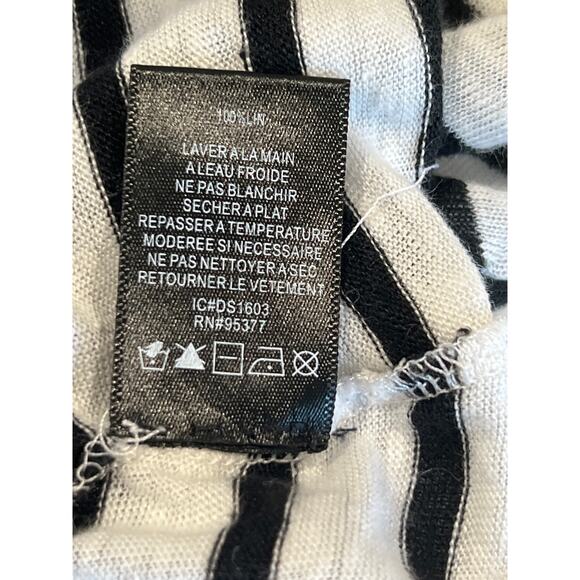 100% LIN
LAVER A LA MAIN
A LEAU FROIDE
NE PAS BLANCHIR
SECHER A PLAT
REPASSER A TEMPERATURE
MODEREE SI NECESSAIRE
NE PAS NETTOYER A SEC
RETOURNER LE VETEMENT
IC#DS1603
RN#95377